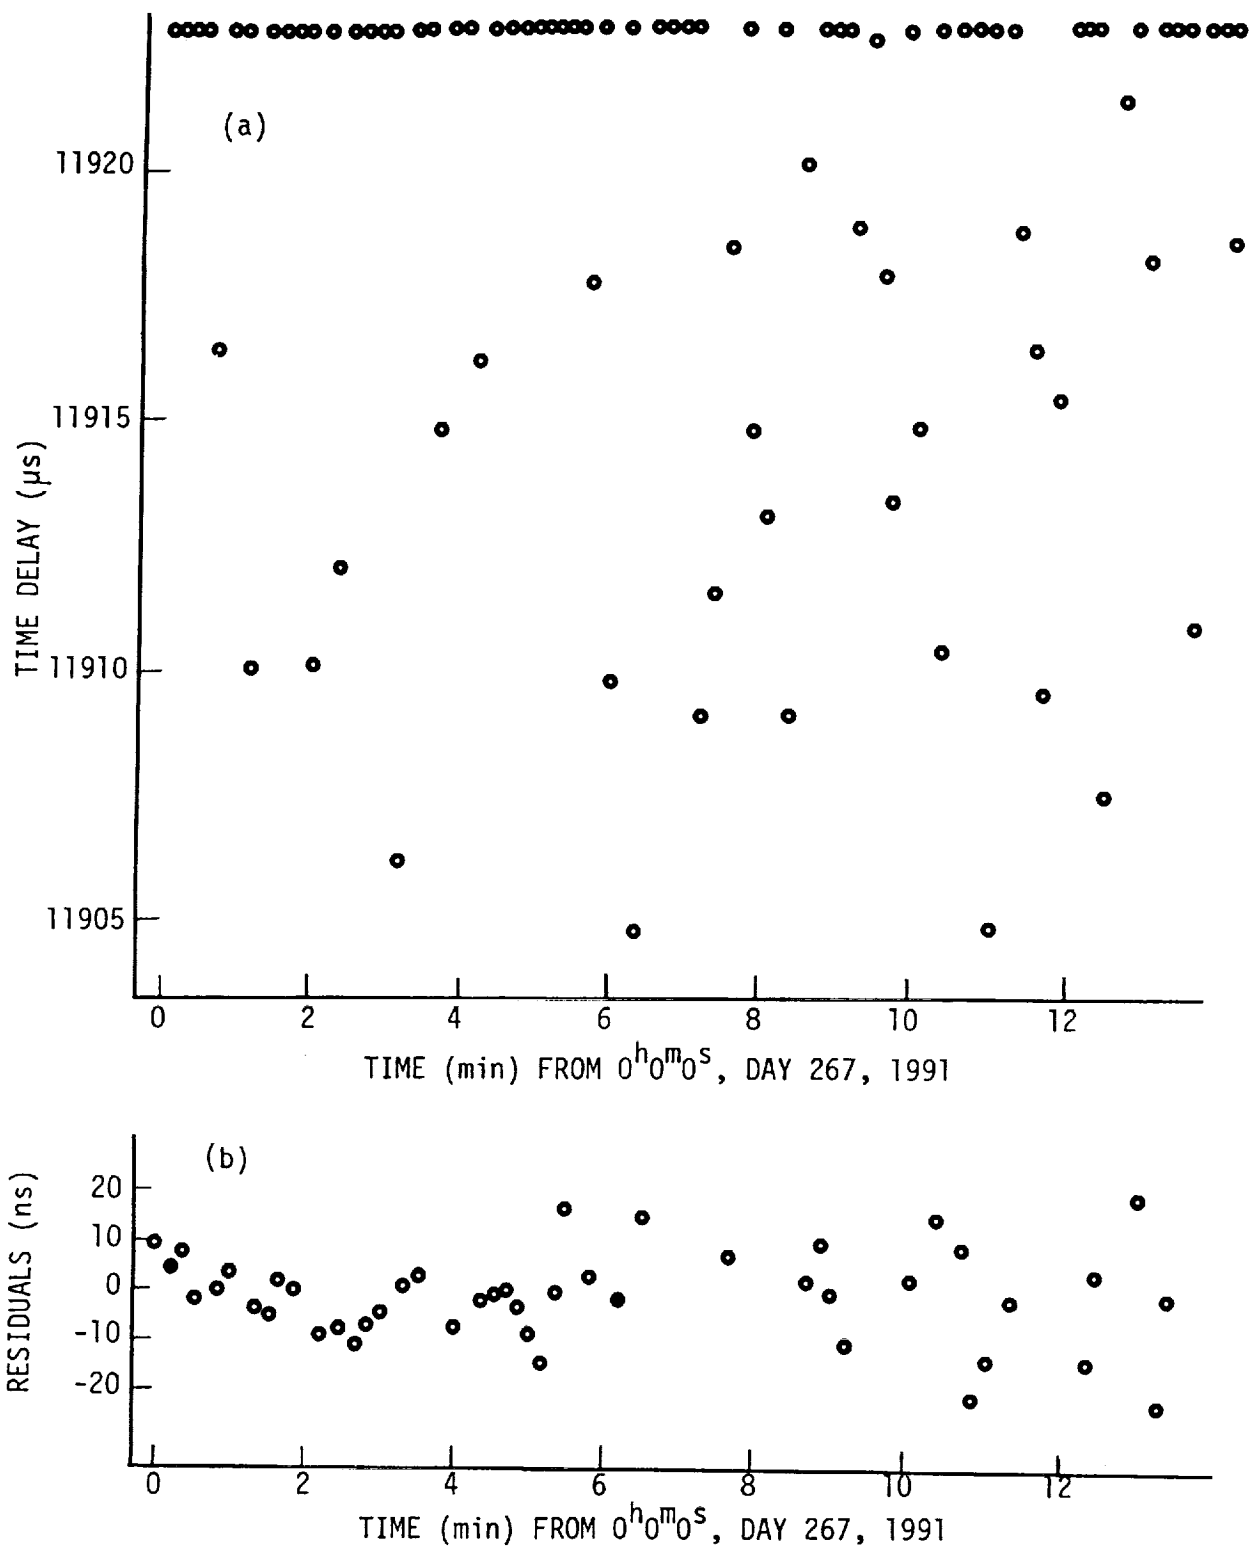 (a)
11920
11915
11910
11905
TIME DELAY (µs)
0 2 4 6 8 10 12
TIME (min) FROM 0ʰ0ᵐ0ˢ, DAY 267, 1991
(b)
20
10
0
-10
-20
RESIDUALS (ns)
0 2 4 6 8 10 12
TIME (min) FROM 0ʰ0ᵐ0ˢ, DAY 267, 1991